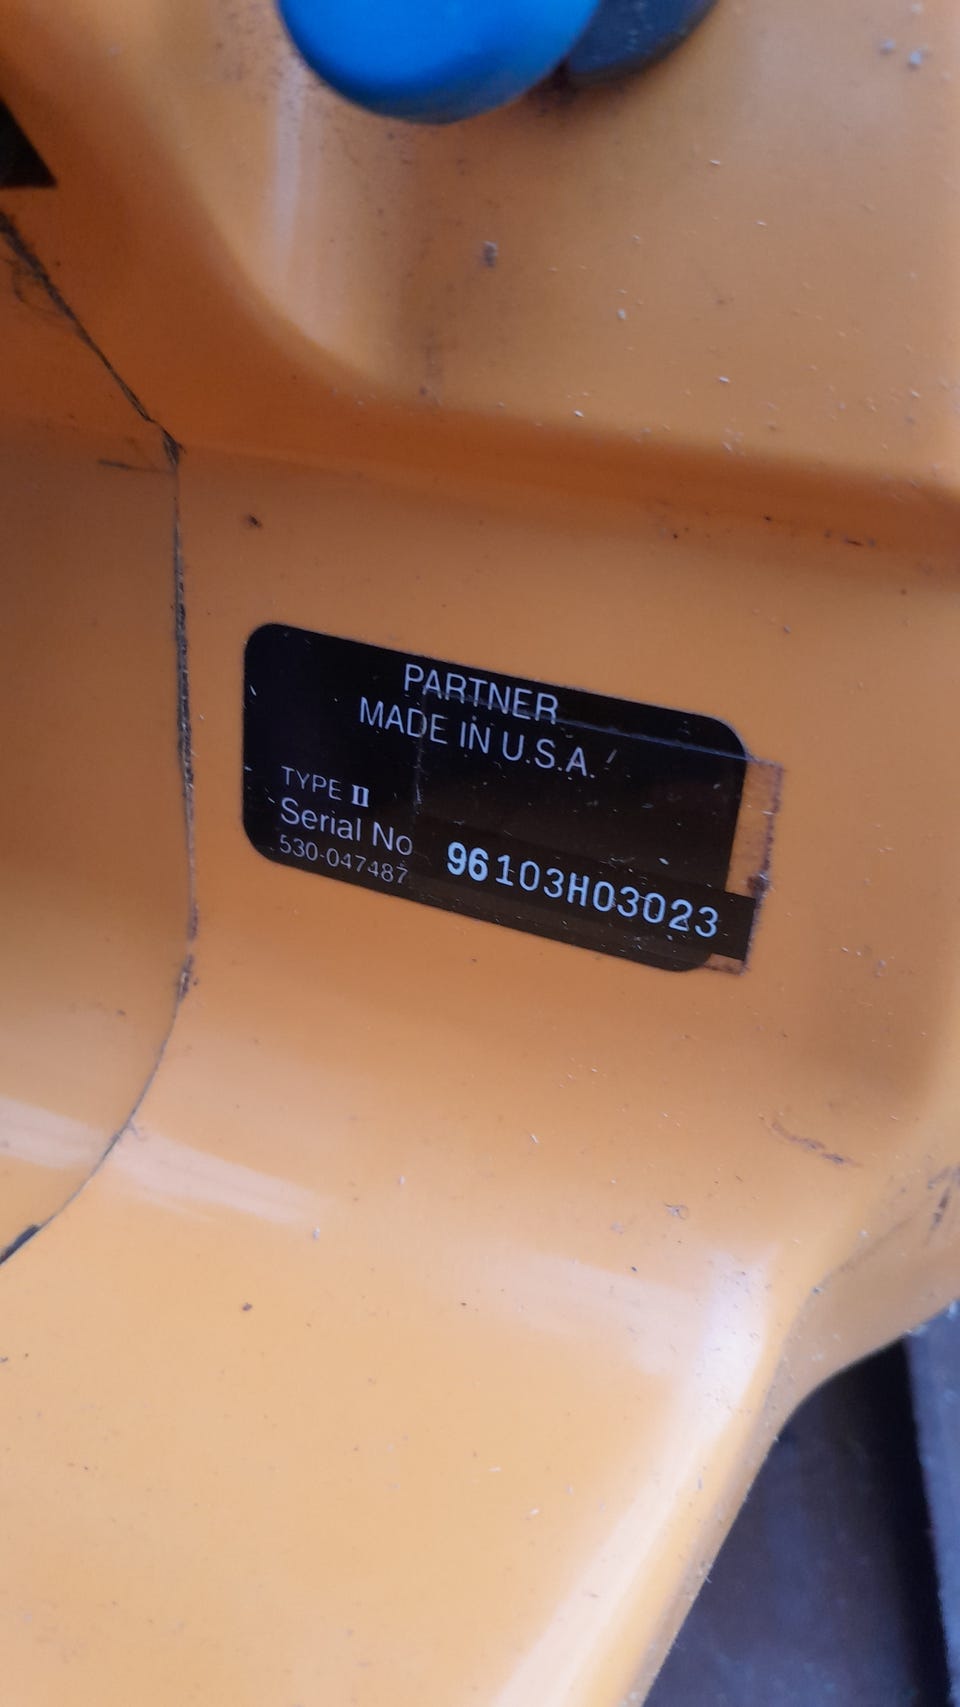 PARTNER
MADE IN U.S.A.
TYPE II
Serial No 96103H03023
530-047487